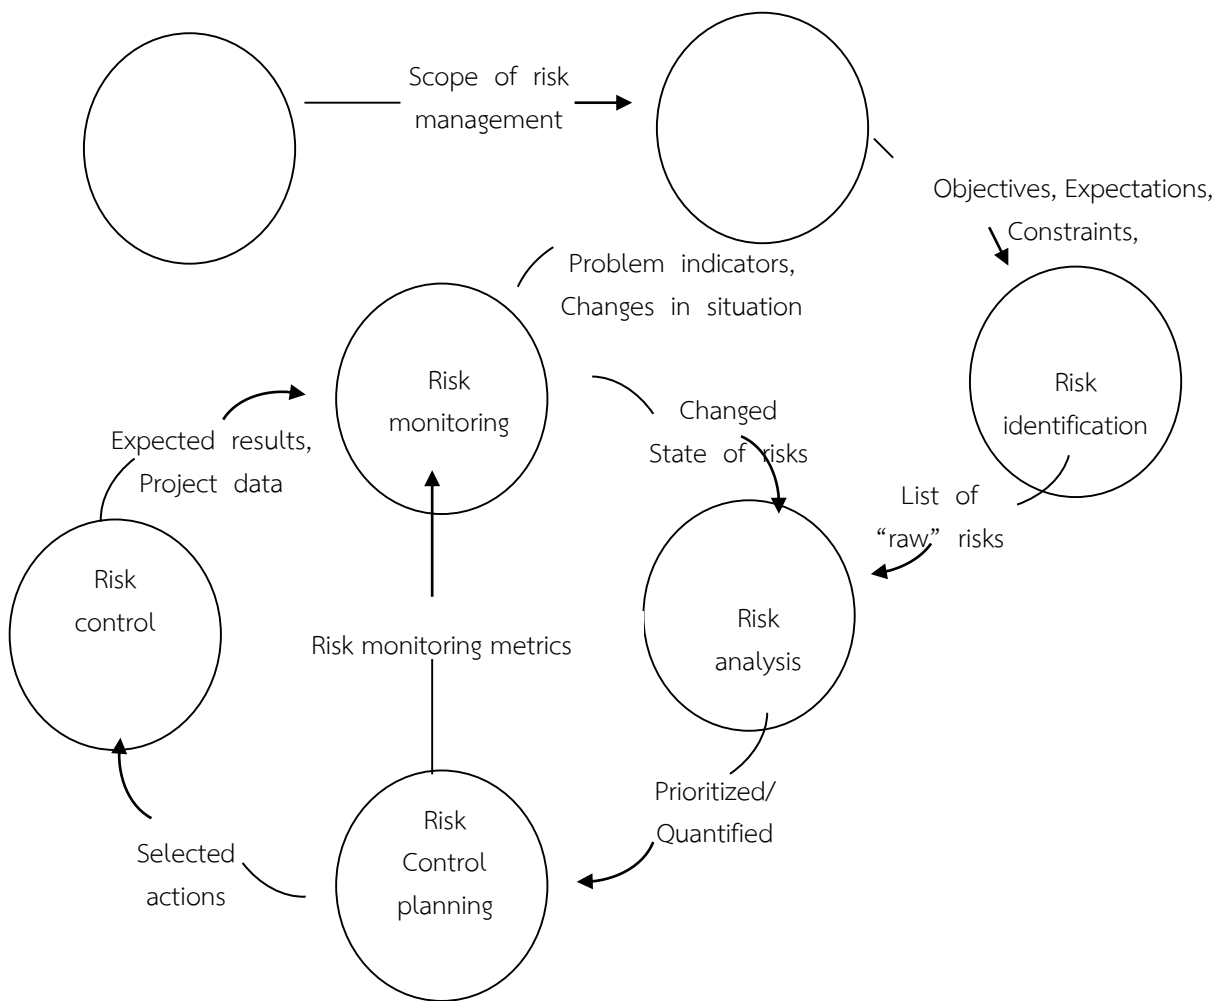 Scope of risk
management
Objectives, Expectations,
Constraints,
Problem indicators,
Changes in situation
Risk
monitoring
Risk
identification
Changed
State of risks
Expected results,
Project data
List of
“raw” risks
Risk
control
Risk monitoring metrics
Risk
analysis
Prioritized/
Quantified
Risk
Control
planning
Selected
actions